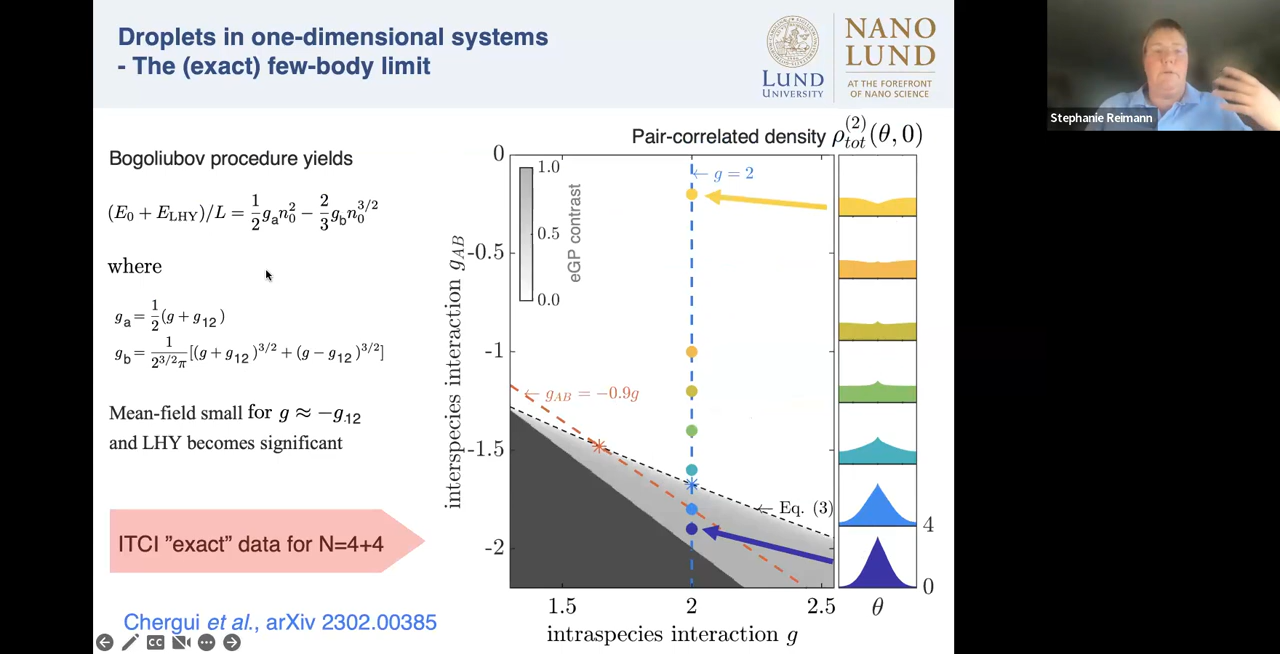 Droplets in one-dimensional systems
- The (exact) few-body limit
LUND
UNIVERSITY
NANO
LUND
AT THE FOREFRONT
OF NANO SCIENCE
Stephanie Reimann
Bogoliubov procedure yields
(E₀ + E_LHY)/L = 1/2 gₐn₀² − 2/3 g_b n₀^{3/2}
where
gₐ = 1/2 (g + g₁₂)
g_b = 1/(2^{3/2}π) [(g + g₁₂)^{3/2} + (g − g₁₂)^{3/2}]
Mean-field small for g ≈ −g₁₂
and LHY becomes significant
ITCI "exact" data for N=4+4
Chergui et al., arXiv 2302.00385
CC
Pair-correlated density ρ_tot^(2)(θ, 0)
interspecies interaction g_AB
0
-0.5
-1
-1.5
-2
1.0
0.5
0.0
eGP contrast
← g = 2
← g_AB = −0.9g
← Eq. (3)
4
0
1.5
2
2.5
θ
intraspecies interaction g